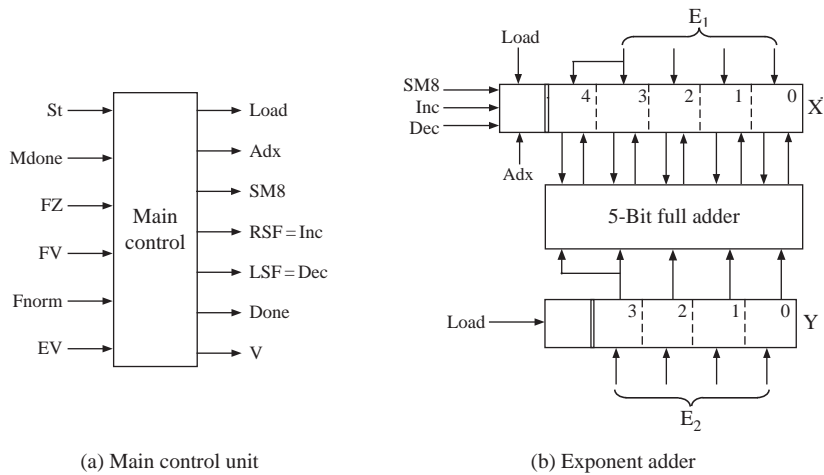 St
Mdone
FZ
FV
Fnorm
EV
Main
control
Load
Adx
SM8
RSF = Inc
LSF = Dec
Done
V
(a) Main control unit
E1
Load
SM8
Inc
Dec
4 3 2 1 0
X
Adx
5-Bit full adder
3 2 1 0
Load
Y
E2
(b) Exponent adder